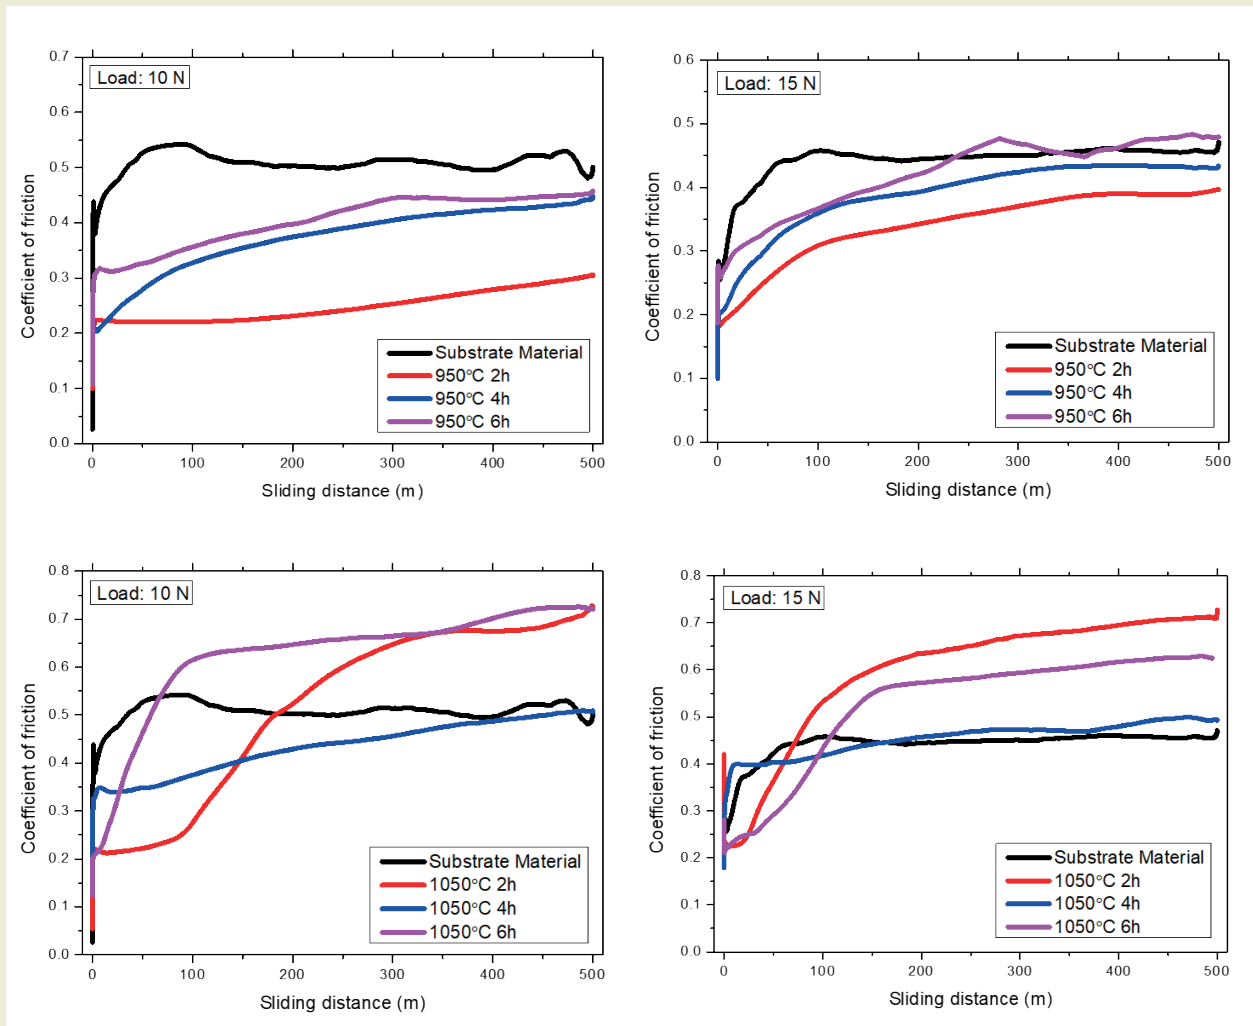 0.7
0.6
0.5
0.4
0.3
0.2
0.1
0.0
Coefficient of friction
Load: 10 N
Substrate Material
950°C 2h
950°C 4h
950°C 6h
0 100 200 300 400 500
Sliding distance (m)
0.6
0.5
0.4
0.3
0.2
0.1
0.0
Coefficient of friction
Load: 15 N
Substrate Material
950°C 2h
950°C 4h
950°C 6h
0 100 200 300 400 500
Sliding distance (m)
0.8
0.7
0.6
0.5
0.4
0.3
0.2
0.1
0.0
Coefficient of friction
Load: 10 N
Substrate Material
1050°C 2h
1050°C 4h
1050°C 6h
0 100 200 300 400 500
Sliding distance (m)
0.8
0.7
0.6
0.5
0.4
0.3
0.2
0.1
0.0
Coefficient of friction
Load: 15 N
Substrate Material
1050°C 2h
1050°C 4h
1050°C 6h
0 100 200 300 400 500
Sliding distance (m)